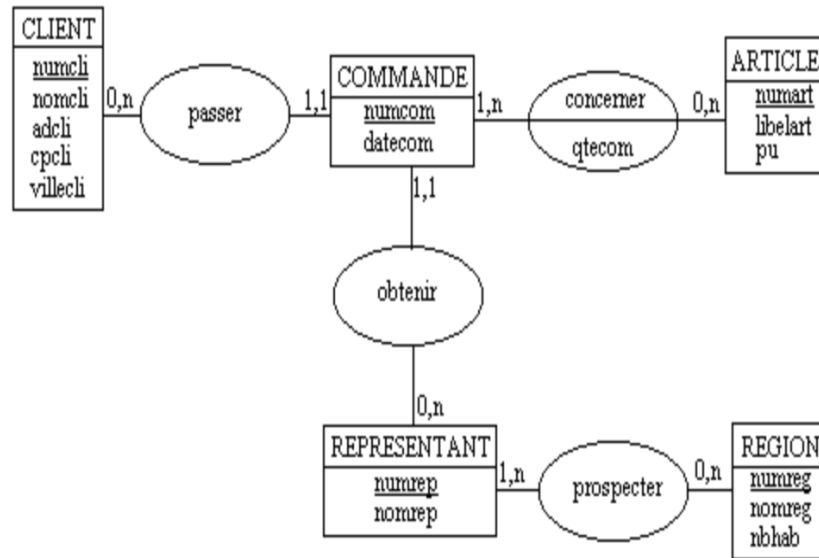 CLIENT
numcli
nomcli
adcli
cpcli
villecli
0,n
passer
1,1
COMMANDE
numcom
datecom
1,n
concerner
qtecom
0,n
ARTICLE
numart
libelart
pu
1,1
obtenir
0,n
REPRESENTANT
numrep
nomrep
1,n
prospecter
0,n
REGION
numreg
nomreg
nbhab